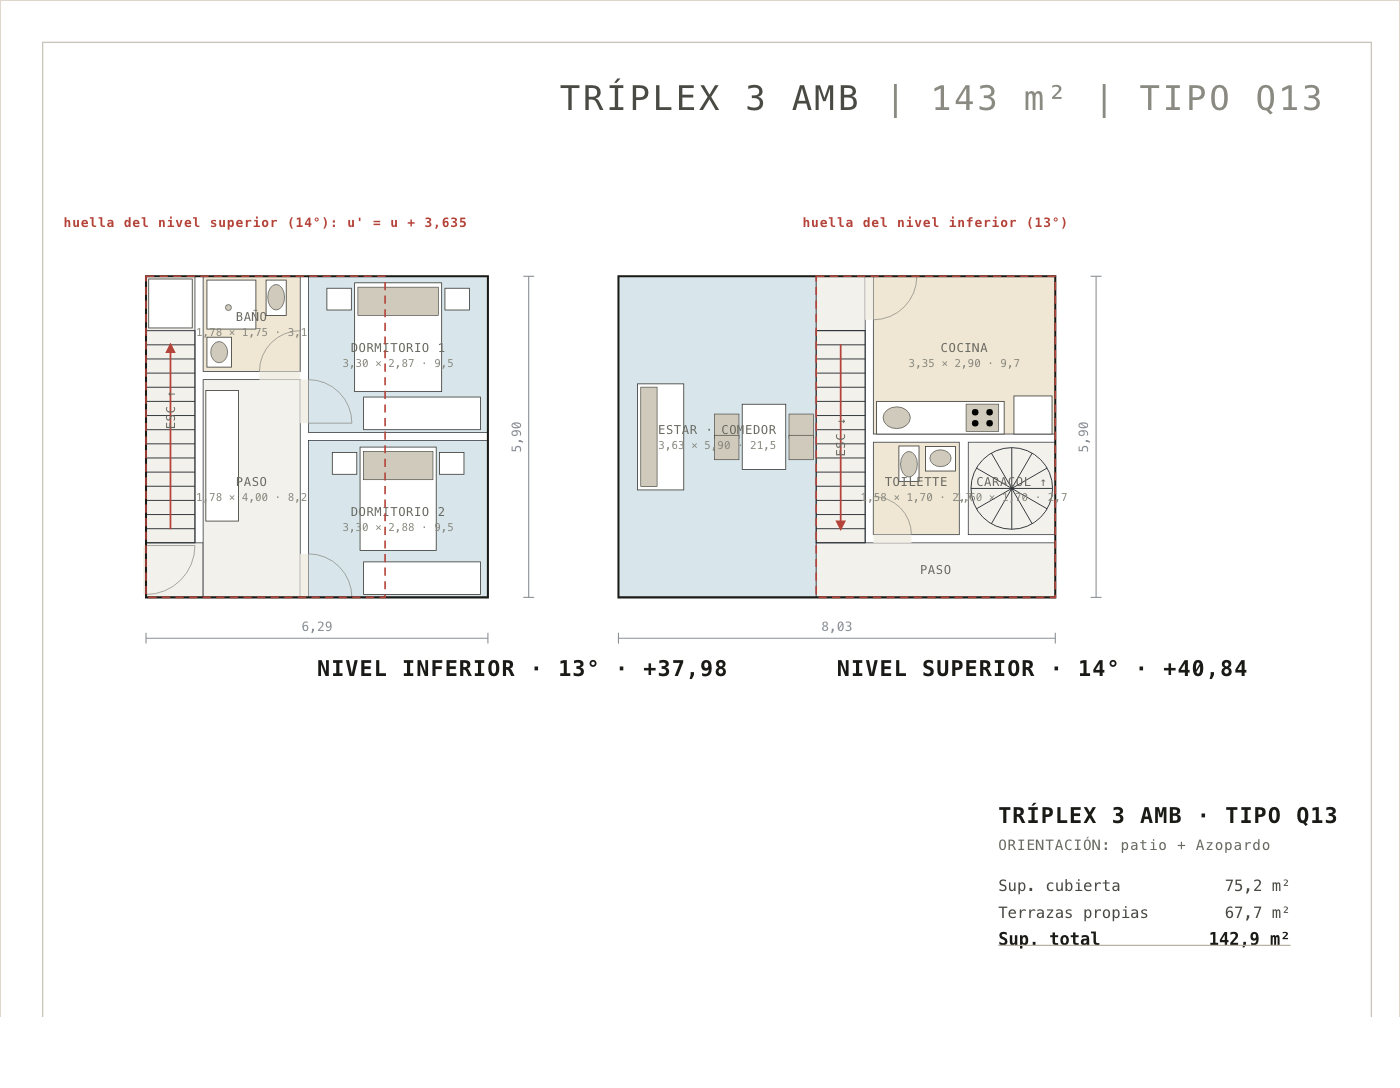 TRÍPLEX 3 AMB | 143 m² | TIPO Q13
huella del nivel superior (14°): u' = u + 3,635
huella del nivel inferior (13°)
BAÑO
1,78 × 1,75 · 3,1
DORMITORIO 1
3,30 × 2,87 · 9,5
ESC ↑
PASO
1,78 × 4,00 · 8,2
DORMITORIO 2
3,30 × 2,88 · 9,5
5,90
6,29
NIVEL INFERIOR · 13° · +37,98
COCINA
3,35 × 2,90 · 9,7
ESTAR · COMEDOR
3,63 × 5,90 · 21,5
ESC ↓
TOILETTE
1,58 × 1,70 · 2,7
CARACOL ↑
1,60 × 1,70 · 2,7
PASO
5,90
8,03
NIVEL SUPERIOR · 14° · +40,84
TRÍPLEX 3 AMB · TIPO Q13
ORIENTACIÓN: patio + Azopardo
Sup. cubierta 75,2 m²
Terrazas propias 67,7 m²
Sup. total 142,9 m²